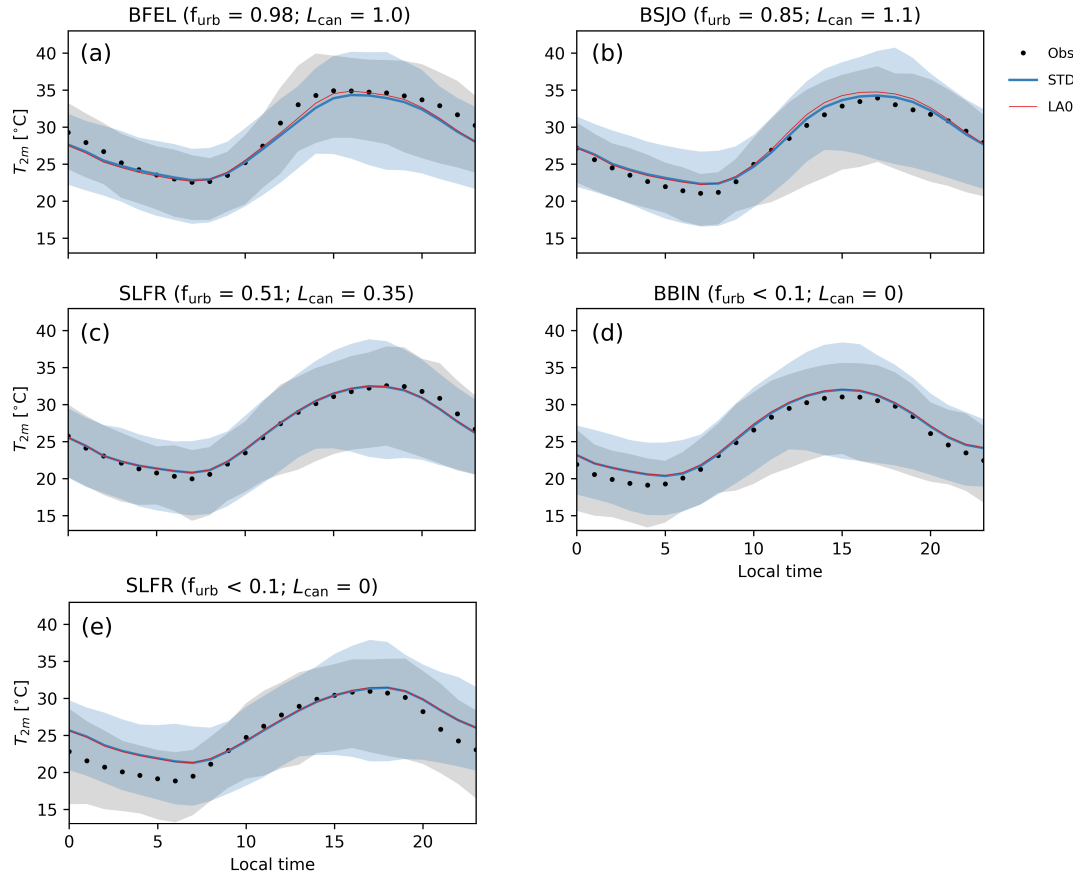 BFEL (f_urb = 0.98; L_can = 1.0)
(a)
40
35
30
25
20
15
T_2m [°C]
BSJO (f_urb = 0.85; L_can = 1.1)
(b)
40
35
30
25
20
15
Obs
STD
LA0
SLFR (f_urb = 0.51; L_can = 0.35)
(c)
40
35
30
25
20
15
T_2m [°C]
BBIN (f_urb < 0.1; L_can = 0)
(d)
40
35
30
25
20
15
0 5 10 15 20
Local time
SLFR (f_urb < 0.1; L_can = 0)
(e)
40
35
30
25
20
15
T_2m [°C]
0 5 10 15 20
Local time